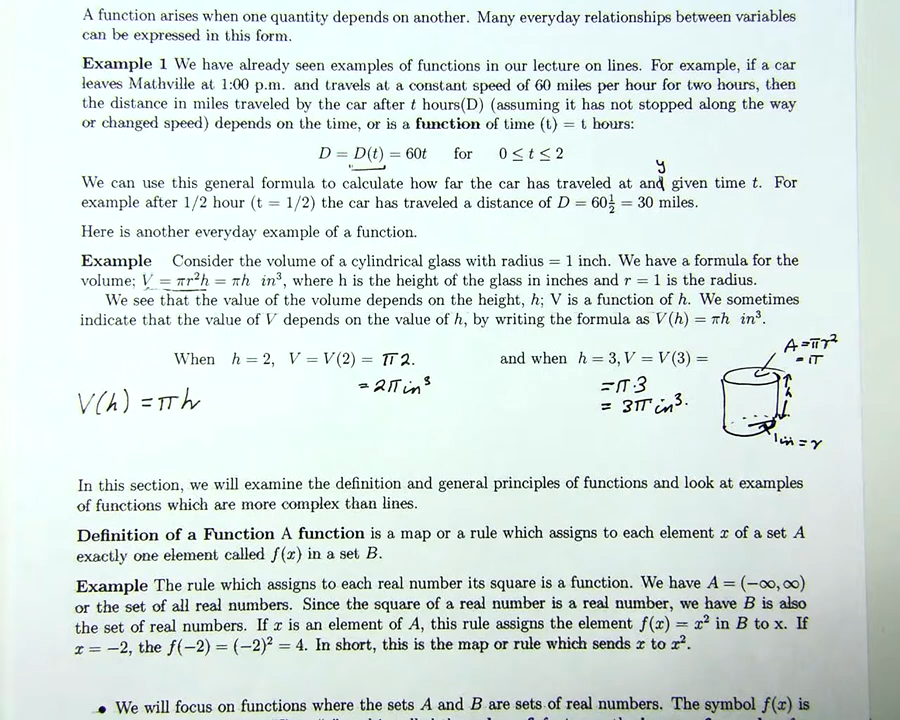 A function arises when one quantity depends on another. Many everyday relationships between variables
can be expressed in this form.
Example 1 We have already seen examples of functions in our lecture on lines. For example, if a car
leaves Mathville at 1:00 p.m. and travels at a constant speed of 60 miles per hour for two hours, then
the distance in miles traveled by the car after t hours(D) (assuming it has not stopped along the way
or changed speed) depends on the time, or is a function of time (t) = t hours:
D = D(t) = 60t for 0 ≤ t ≤ 2
y
We can use this general formula to calculate how far the car has traveled at and given time t. For
example after 1/2 hour (t = 1/2) the car has traveled a distance of D = 60½ = 30 miles.
Here is another everyday example of a function.
Example Consider the volume of a cylindrical glass with radius = 1 inch. We have a formula for the
volume; V = πr²h = πh in³, where h is the height of the glass in inches and r = 1 is the radius.
We see that the value of the volume depends on the height, h; V is a function of h. We sometimes
indicate that the value of V depends on the value of h, by writing the formula as V(h) = πh in³.
A=πr²
= π
When h = 2, V = V(2) = π2. and when h = 3, V = V(3) =
= 2π in³ = π·3
V(h) = πh = 3π in³.
h
1in = r
In this section, we will examine the definition and general principles of functions and look at examples
of functions which are more complex than lines.
Definition of a Function A function is a map or a rule which assigns to each element x of a set A
exactly one element called f(x) in a set B.
Example The rule which assigns to each real number its square is a function. We have A = (−∞, ∞)
or the set of all real numbers. Since the square of a real number is a real number, we have B is also
the set of real numbers. If x is an element of A, this rule assigns the element f(x) = x² in B to x. If
x = −2, the f(−2) = (−2)² = 4. In short, this is the map or rule which sends x to x².
• We will focus on functions where the sets A and B are sets of real numbers. The symbol f(x) is